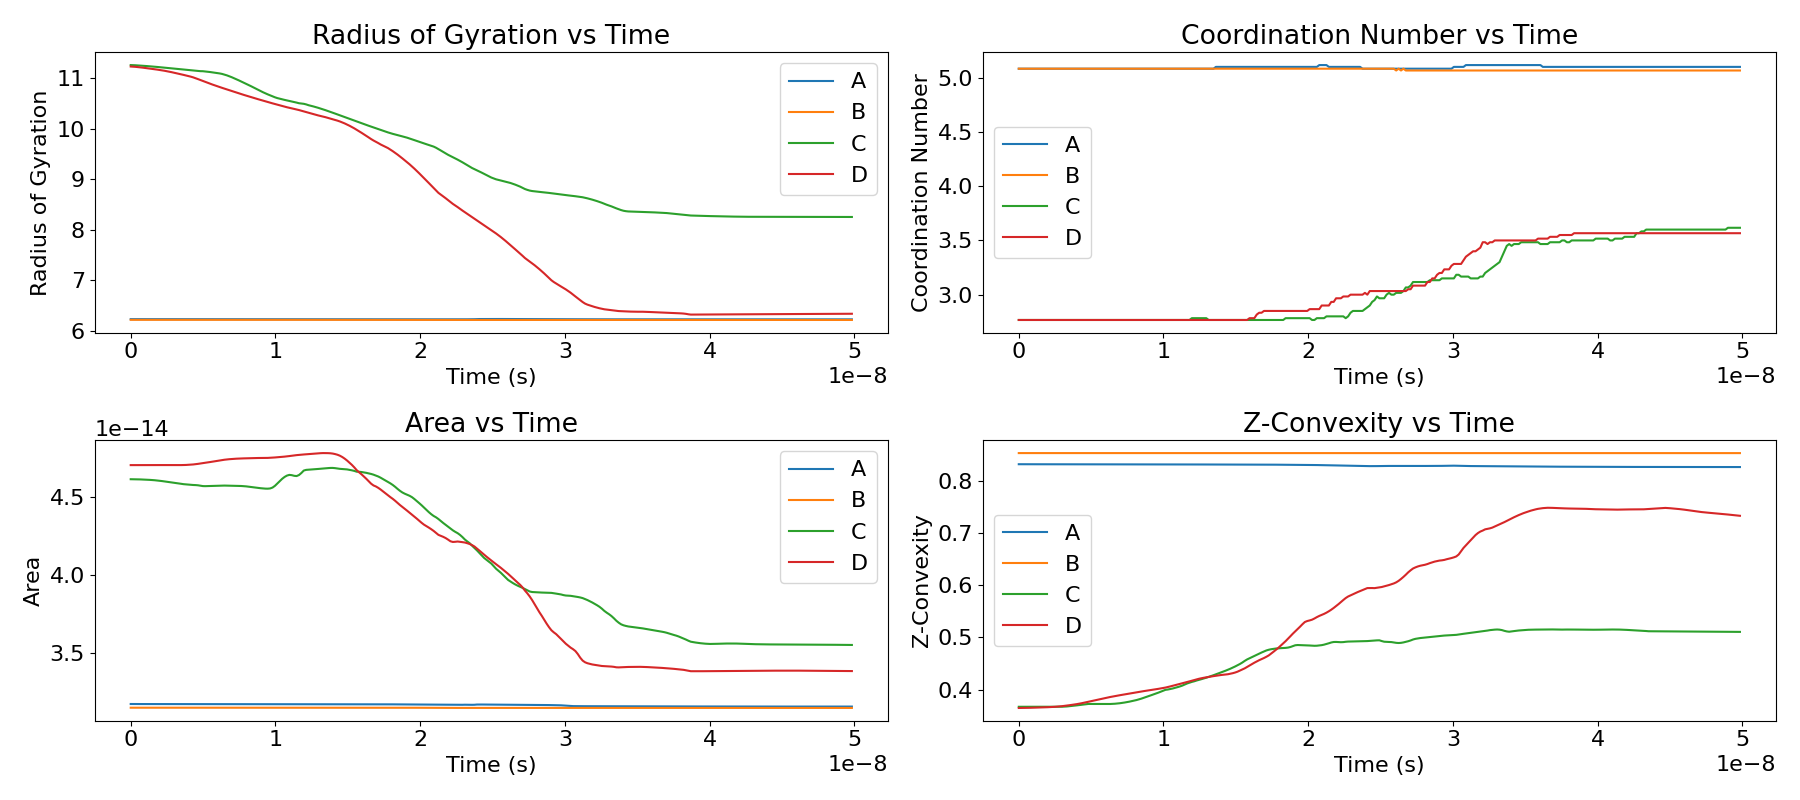 Radius of Gyration vs Time
Radius of Gyration
11
10
9
8
7
6
A
B
C
D
0 1 2 3 4 5
Time (s)
1e−8
Coordination Number vs Time
Coordination Number
5.0
4.5
4.0
3.5
3.0
A
B
C
D
0 1 2 3 4 5
Time (s)
1e−8
Area vs Time
1e−14
Area
4.5
4.0
3.5
A
B
C
D
0 1 2 3 4 5
Time (s)
1e−8
Z-Convexity vs Time
Z-Convexity
0.8
0.7
0.6
0.5
0.4
A
B
C
D
0 1 2 3 4 5
Time (s)
1e−8